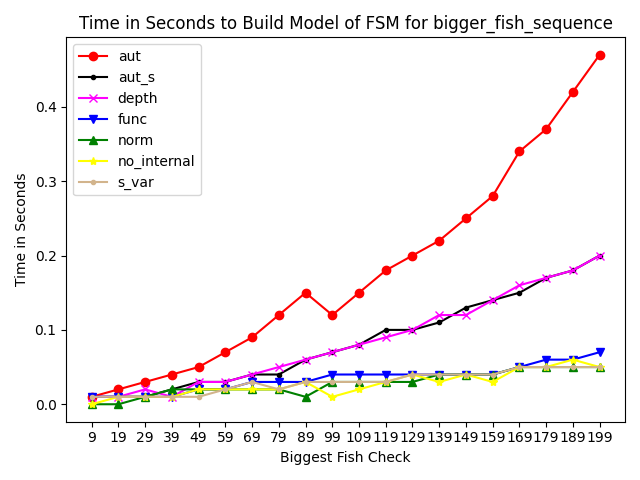 Time in Seconds to Build Model of FSM for bigger_fish_sequence
aut
aut_s
depth
func
norm
no_internal
s_var
Time in Seconds
0.4
0.3
0.2
0.1
0.0
9 19 29 39 49 59 69 79 89 99 109 119 129 139 149 159 169 179 189 199
Biggest Fish Check